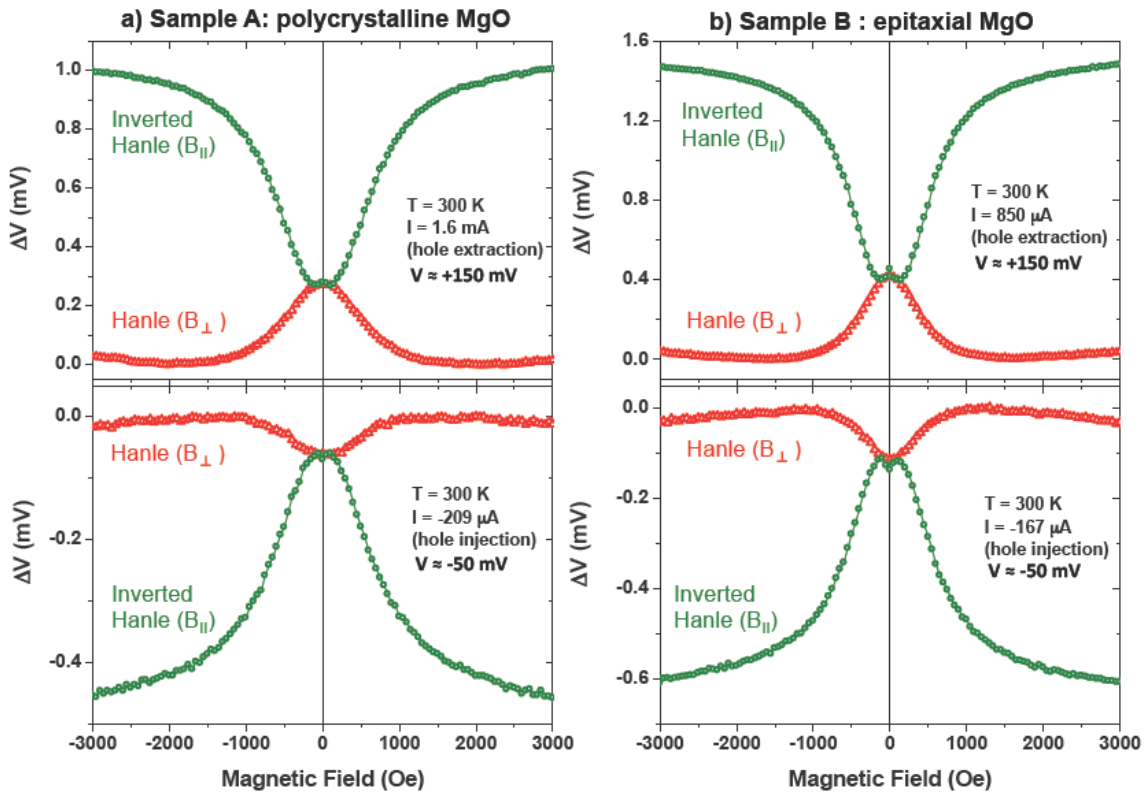 a) Sample A: polycrystalline MgO
1.0
0.8
0.6
0.4
0.2
0.0
ΔV (mV)
Inverted
Hanle (B||)
T = 300 K
I = 1.6 mA
(hole extraction)
V ≈ +150 mV
Hanle (B⊥ )
0.0
-0.2
-0.4
ΔV (mV)
Hanle (B⊥ )
T = 300 K
I = -209 µA
(hole injection)
V ≈ -50 mV
Inverted
Hanle (B||)
-3000 -2000 -1000 0 1000 2000 3000
Magnetic Field (Oe)
b) Sample B : epitaxial MgO
1.6
1.2
0.8
0.4
0.0
ΔV (mV)
Inverted
Hanle (B||)
T = 300 K
I = 850 µA
(hole extraction)
V ≈ +150 mV
Hanle (B⊥ )
0.0
-0.2
-0.4
-0.6
ΔV (mV)
Hanle (B⊥ )
T = 300 K
I = -167 µA
(hole injection)
V ≈ -50 mV
Inverted
Hanle (B||)
-3000 -2000 -1000 0 1000 2000 3000
Magnetic Field (Oe)